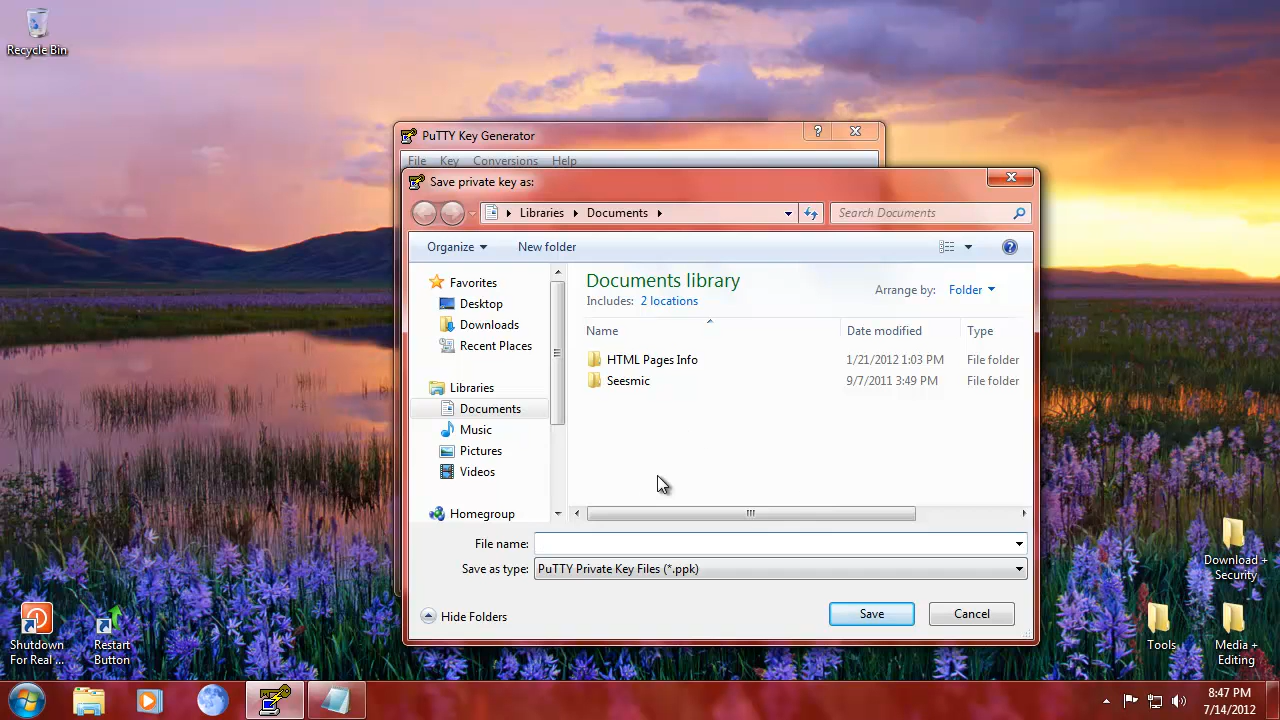 Recycle Bin
PuTTY Key Generator
File Key Conversions Help
Save private key as:
Libraries Documents
Search Documents
Organize New folder
Favorites
Desktop
Downloads
Recent Places
Libraries
Documents
Music
Pictures
Videos
Homegroup
Documents library
Includes: 2 locations
Arrange by: Folder
Name Date modified Type
HTML Pages Info 1/21/2012 1:03 PM File folder
Seesmic 9/7/2011 3:49 PM File folder
File name:
Save as type: PuTTY Private Key Files (*.ppk)
Hide Folders
Save Cancel
Download +
Security
Shutdown
For Real ...
Restart
Button
Tools
Media +
Editing
8:47 PM
7/14/2012